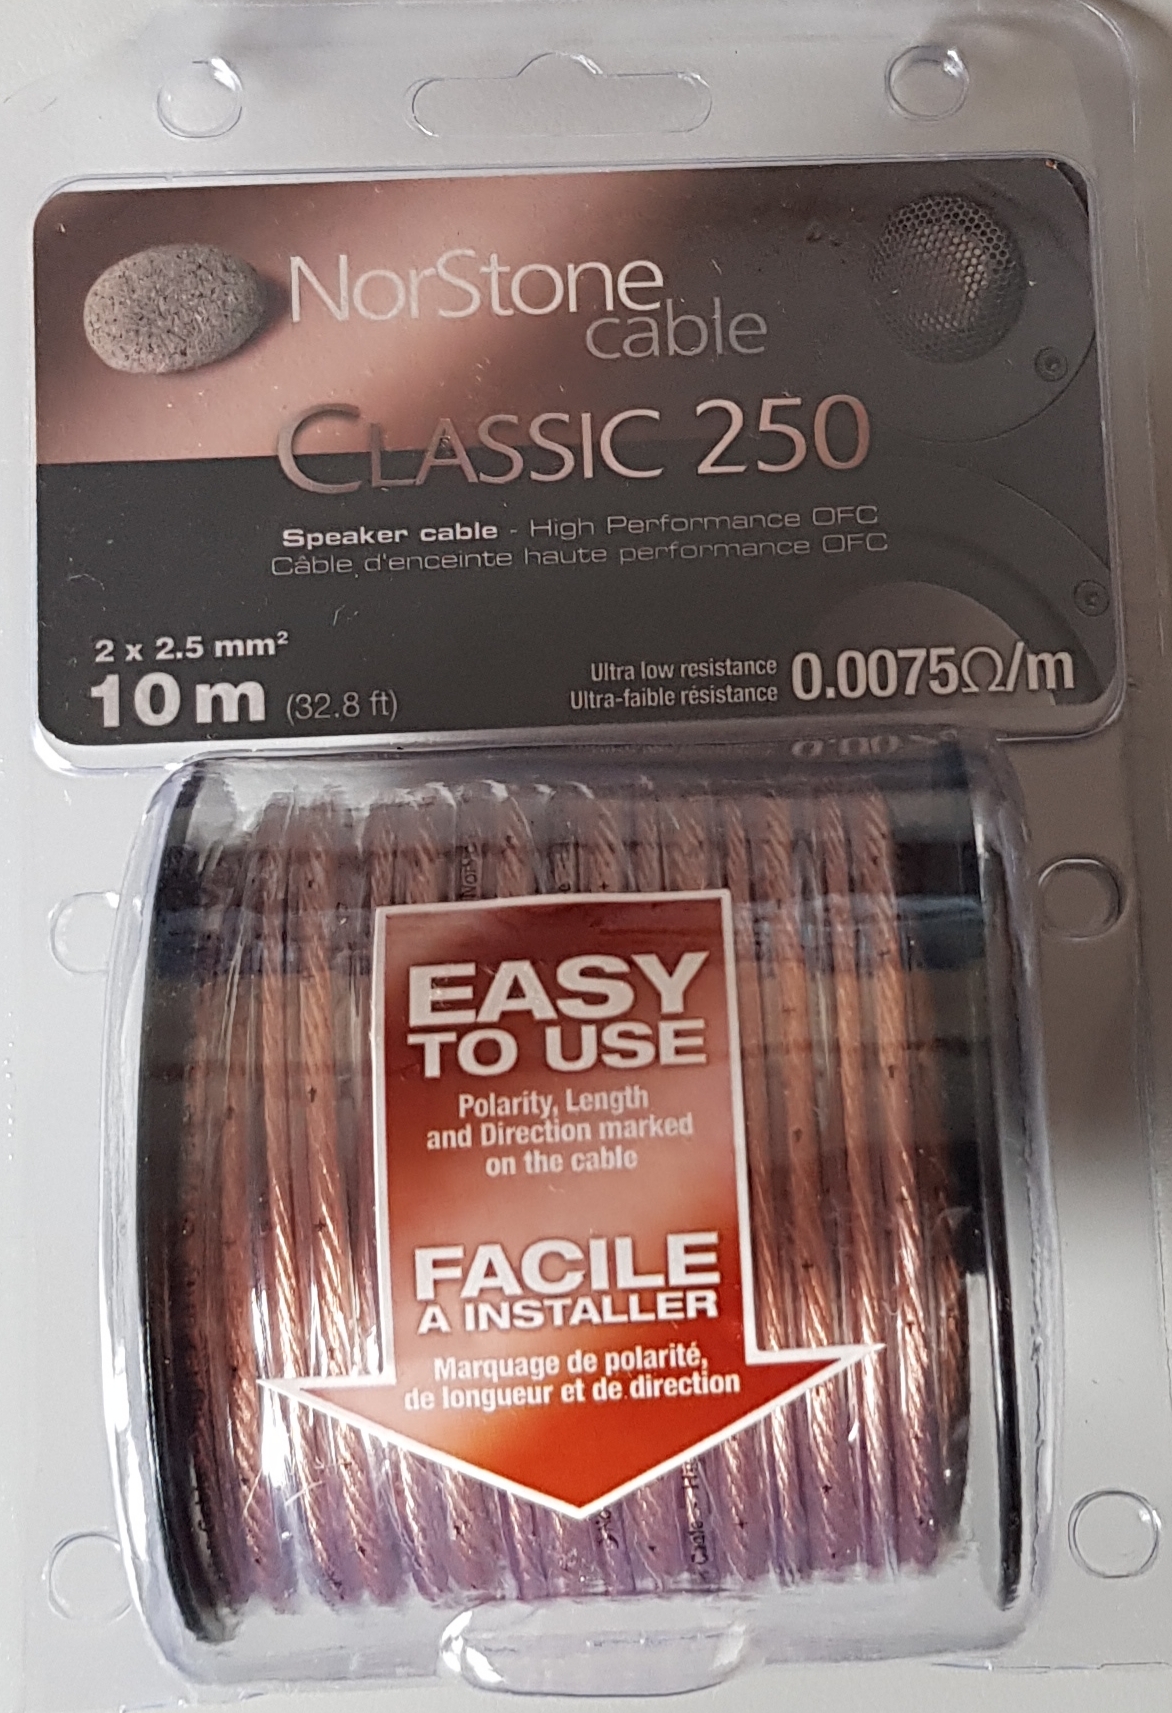 NorStone
cable
CLASSIC 250
Speaker cable - High Performance OFC
Câble d'enceinte haute performance OFC
2 x 2.5 mm²
10 m (32.8 ft)
Ultra low resistance
Ultra-faible résistance
0.0075Ω/m
EASY
TO USE
Polarity, Length
and Direction marked
on the cable
FACILE
A INSTALLER
Marquage de polarité,
de longueur et de direction
Cable